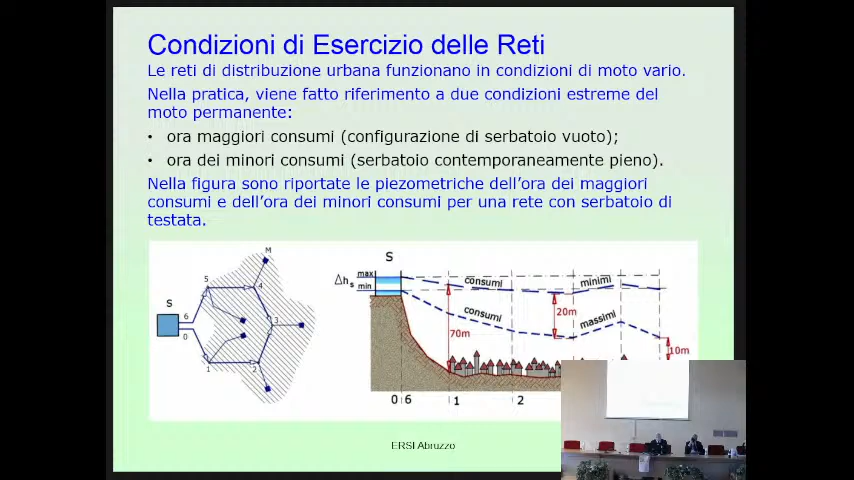 Condizioni di Esercizio delle Reti
Le reti di distribuzione urbana funzionano in condizioni di moto vario.
Nella pratica, viene fatto riferimento a due condizioni estreme del
moto permanente:
• ora maggiori consumi (configurazione di serbatoio vuoto);
• ora dei minori consumi (serbatoio contemporaneamente pieno).
Nella figura sono riportate le piezometriche dell'ora dei maggiori
consumi e dell'ora dei minori consumi per una rete con serbatoio di
testata.
M
5
4
S
6
0
3
1
2
S
max
Δhs
min
consumi
minimi
consumi
massimi
20m
70m
10m
0 6
1
2
ERSI Abruzzo